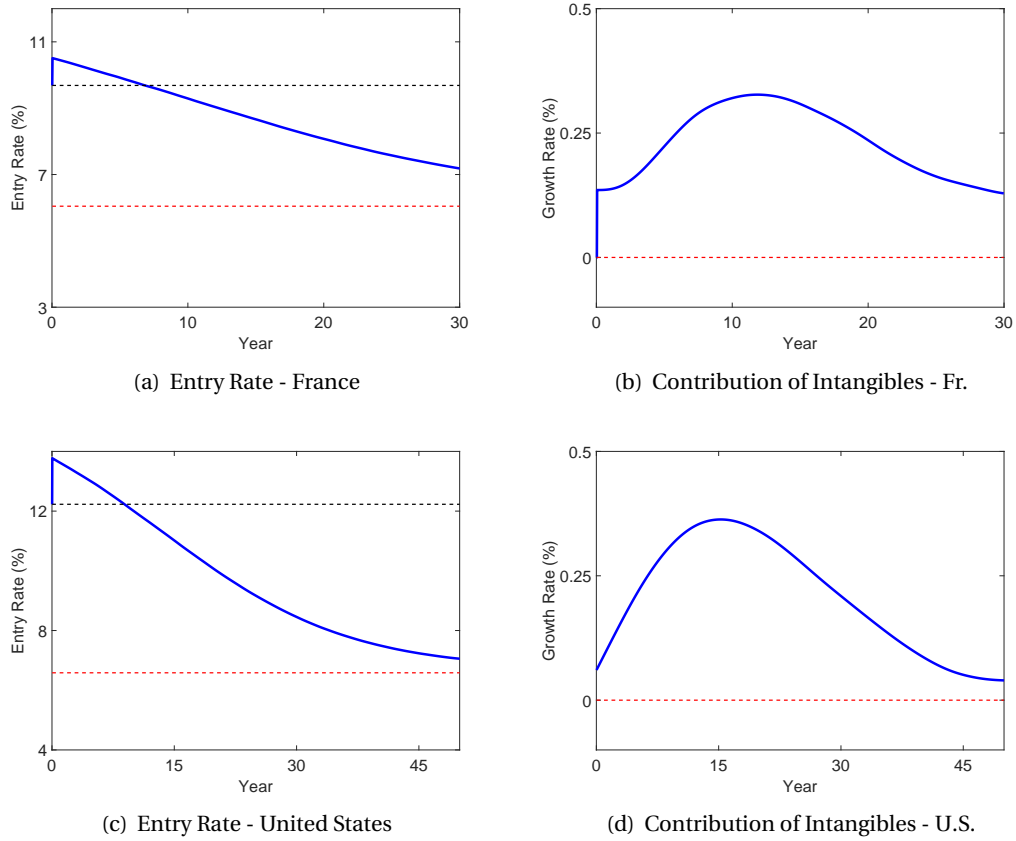 11
7
3
Entry Rate (%)
0 10 20 30
Year
(a) Entry Rate - France
0.5
0.25
0
Growth Rate (%)
0 10 20 30
Year
(b) Contribution of Intangibles - Fr.
12
8
4
Entry Rate (%)
0 15 30 45
Year
(c) Entry Rate - United States
0.5
0.25
0
Growth Rate (%)
0 15 30 45
Year
(d) Contribution of Intangibles - U.S.